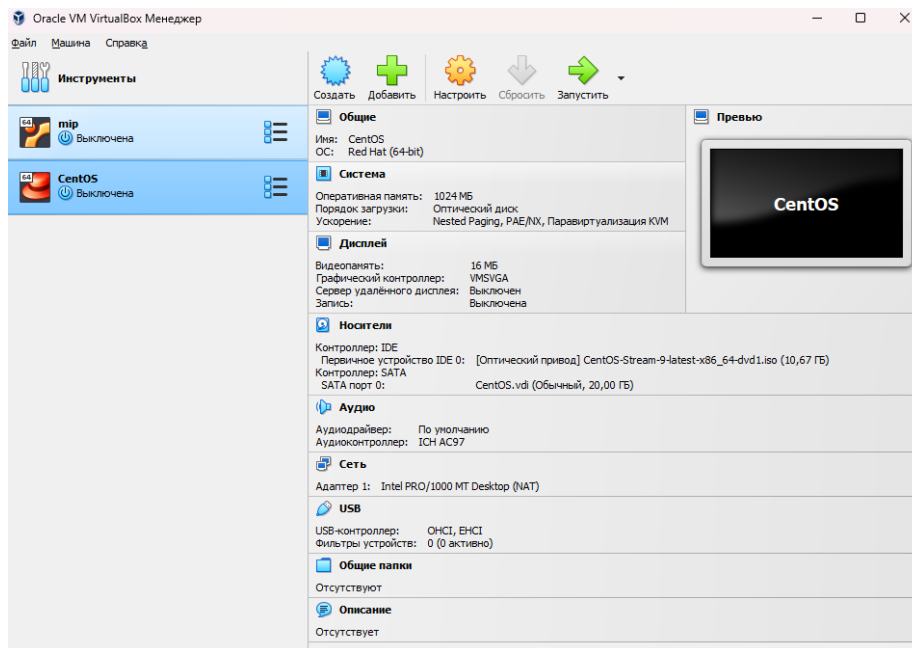 Oracle VM VirtualBox Менеджер
Файл Машина Справка
Инструменты
Создать Добавить Настроить Сбросить Запустить
64 mip
Выключена
64 CentOS
Выключена
Общие
Имя: CentOS
ОС: Red Hat (64-bit)
Превью
CentOS
Система
Оперативная память: 1024 МБ
Порядок загрузки: Оптический диск
Ускорение: Nested Paging, PAE/NX, Паравиртуализация KVM
Дисплей
Видеопамять: 16 МБ
Графический контроллер: VMSVGA
Сервер удалённого дисплея: Выключен
Запись: Выключена
Носители
Контроллер: IDE
Первичное устройство IDE 0: [Оптический привод] CentOS-Stream-9-latest-x86_64-dvd1.iso (10,67 ГБ)
Контроллер: SATA
SATA порт 0: CentOS.vdi (Обычный, 20,00 ГБ)
Аудио
Аудиодрайвер: По умолчанию
Аудиоконтроллер: ICH AC97
Сеть
Адаптер 1: Intel PRO/1000 MT Desktop (NAT)
USB
USB-контроллер: OHCI, EHCI
Фильтры устройств: 0 (0 активно)
Общие папки
Отсутствуют
Описание
Отсутствует